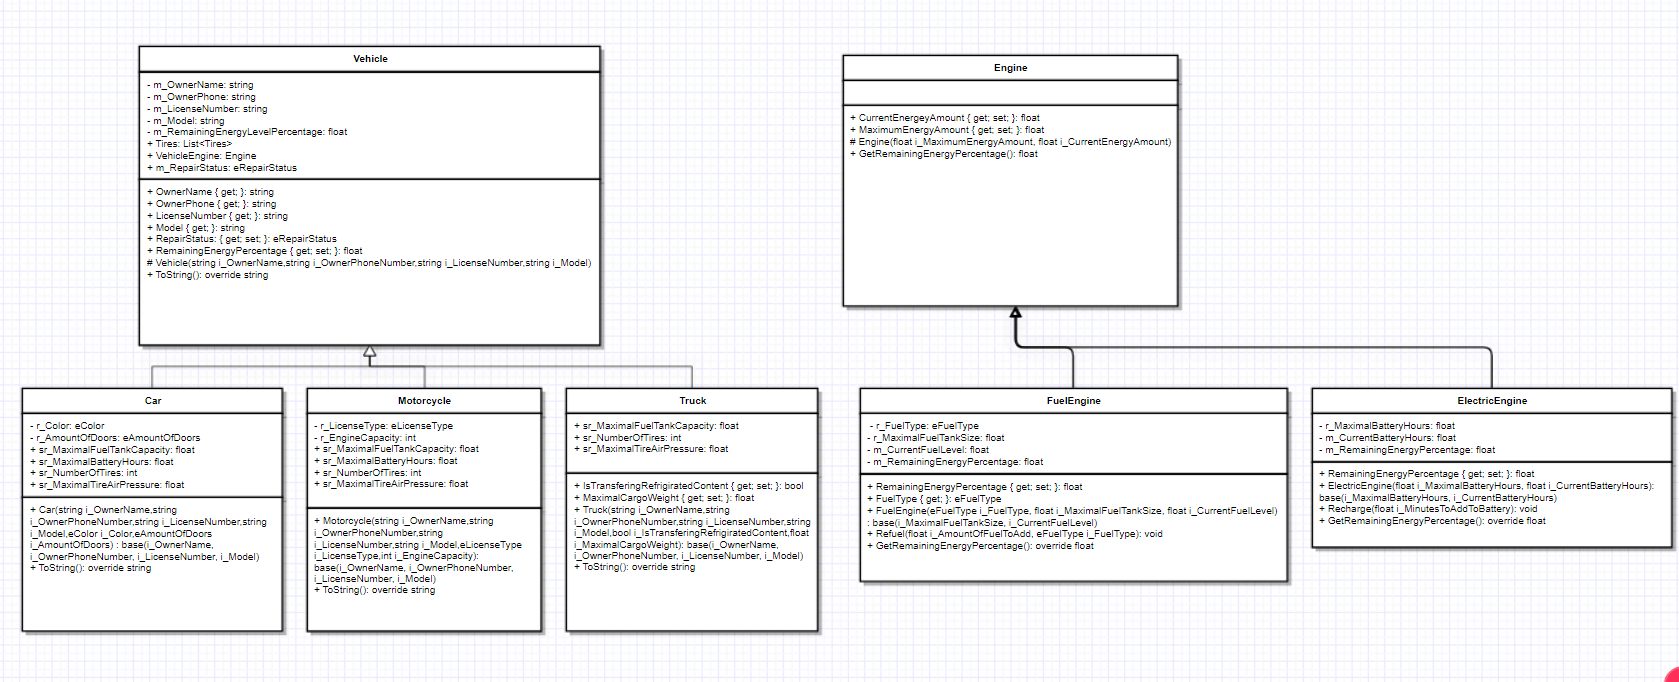 Vehicle
- m_OwnerName: string
- m_OwnerPhone: string
- m_LicenseNumber: string
- m_Model: string
- m_RemainingEnergyLevelPercentage: float
+ Tires: List<Tires>
+ VehicleEngine: Engine
+ m_RepairStatus: eRepairStatus
+ OwnerName { get; }: string
+ OwnerPhone { get; }: string
+ LicenseNumber { get; }: string
+ Model { get; }: string
+ RepairStatus: { get; set; }: eRepairStatus
+ RemainingEnergyPercentage { get; set; }: float
# Vehicle(string i_OwnerName,string i_OwnerPhoneNumber,string i_LicenseNumber,string i_Model)
+ ToString(): override string
Engine
+ CurrentEnergeyAmount { get; set; }: float
+ MaximumEnergyAmount { get; set; }: float
# Engine(float i_MaximumEnergyAmount, float i_CurrentEnergyAmount)
+ GetRemainingEnergyPercentage(): float
Car
- r_Color: eColor
- r_AmountOfDoors: eAmountOfDoors
+ sr_MaximalFuelTankCapacity: float
+ sr_MaximalBatteryHours: float
+ sr_NumberOfTires: int
+ sr_MaximalTireAirPressure: float
+ Car(string i_OwnerName,string
i_OwnerPhoneNumber,string i_LicenseNumber,string
i_Model,eColor i_Color,eAmountOfDoors
i_AmountOfDoors) : base(i_OwnerName,
i_OwnerPhoneNumber, i_LicenseNumber, i_Model)
+ ToString(): override string
Motorcycle
- r_LicenseType: eLicenseType
- r_EngineCapacity: int
+ sr_MaximalFuelTankCapacity: float
+ sr_MaximalBatteryHours: float
+ sr_NumberOfTires: int
+ sr_MaximalTireAirPressure: float
+ Motorcycle(string i_OwnerName,string
i_OwnerPhoneNumber,string
i_LicenseNumber,string i_Model,eLicenseType
i_LicenseType,int i_EngineCapacity):
base(i_OwnerName, i_OwnerPhoneNumber,
i_LicenseNumber, i_Model)
+ ToString(): override string
Truck
+ sr_MaximalFuelTankCapacity: float
+ sr_NumberOfTires: int
+ sr_MaximalTireAirPressure: float
+ IsTransferingRefrigiratedContent { get; set; }: bool
+ MaximalCargoWeight { get; set; }: float
+ Truck(string i_OwnerName,string
i_OwnerPhoneNumber,string i_LicenseNumber,string
i_Model,bool i_IsTransferingRefrigiratedContent,float
i_MaximalCargoWeight): base(i_OwnerName,
i_OwnerPhoneNumber, i_LicenseNumber, i_Model)
+ ToString(): override string
FuelEngine
- r_FuelType: eFuelType
- r_MaximalFuelTankSize: float
- m_CurrentFuelLevel: float
- m_RemainingEnergyPercentage: float
+ RemainingEnergyPercentage { get; set; }: float
+ FuelType { get; }: eFuelType
+ FuelEngine(eFuelType i_FuelType, float i_MaximalFuelTankSize, float i_CurrentFuelLevel)
: base(i_MaximalFuelTankSize, i_CurrentFuelLevel)
+ Refuel(float i_AmountOfFuelToAdd, eFuelType i_FuelType): void
+ GetRemainingEnergyPercentage(): override float
ElectricEngine
- r_MaximalBatteryHours: float
- m_CurrentBatteryHours: float
- m_RemainingEnergyPercentage: float
+ RemainingEnergyPercentage { get; set; }: float
+ ElectricEngine(float i_MaximalBatteryHours, float i_CurrentBatteryHours):
base(i_MaximalBatteryHours, i_CurrentBatteryHours)
+ Recharge(float i_MinutesToAddToBattery): void
+ GetRemainingEnergyPercentage(): override float